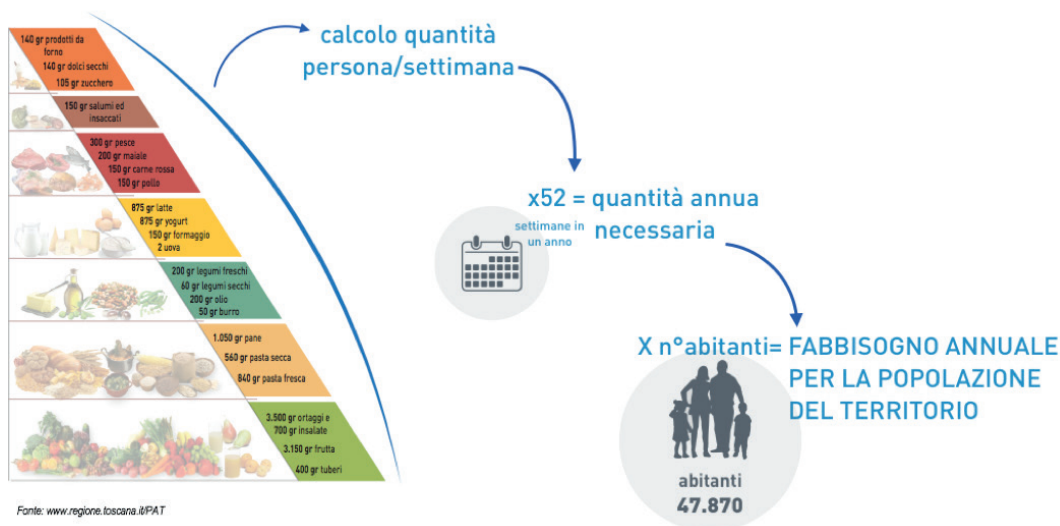 140 gr prodotti da
forno
140 gr dolci secchi
105 gr zucchero
150 gr salumi ed
insaccati
300 gr pesce
200 gr maiale
150 gr carne rossa
150 gr pollo
875 gr latte
875 gr yogurt
150 gr formaggio
2 uova
200 gr legumi freschi
60 gr legumi secchi
200 gr olio
50 gr burro
1.050 gr pane
560 gr pasta secca
840 gr pasta fresca
3.500 gr ortaggi e
700 gr insalate
3.150 gr frutta
400 gr tuberi
Fonte: www.regione.toscana.it/PAT
calcolo quantità
persona/settimana
x52 = quantità annua
necessaria
settimane in
un anno
X n°abitanti= FABBISOGNO ANNUALE
PER LA POPOLAZIONE
DEL TERRITORIO
abitanti
47.870